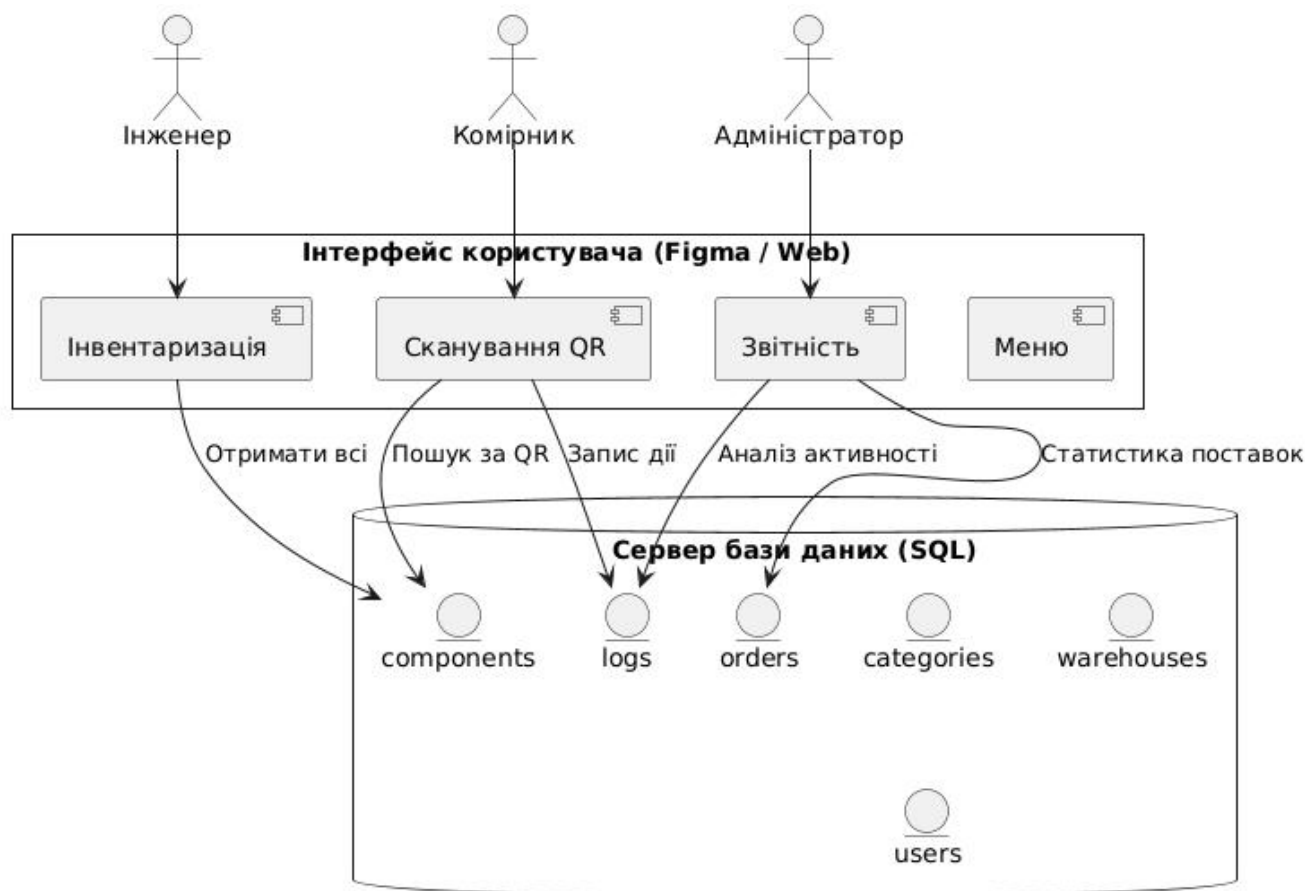 Інженер
Комірник
Адміністратор
Інтерфейс користувача (Figma / Web)
Інвентаризація
Сканування QR
Звітність
Меню
Отримати всі
Пошук за QR
Запис дії
Аналіз активності
Статистика поставок
Сервер бази даних (SQL)
components
logs
orders
categories
warehouses
users